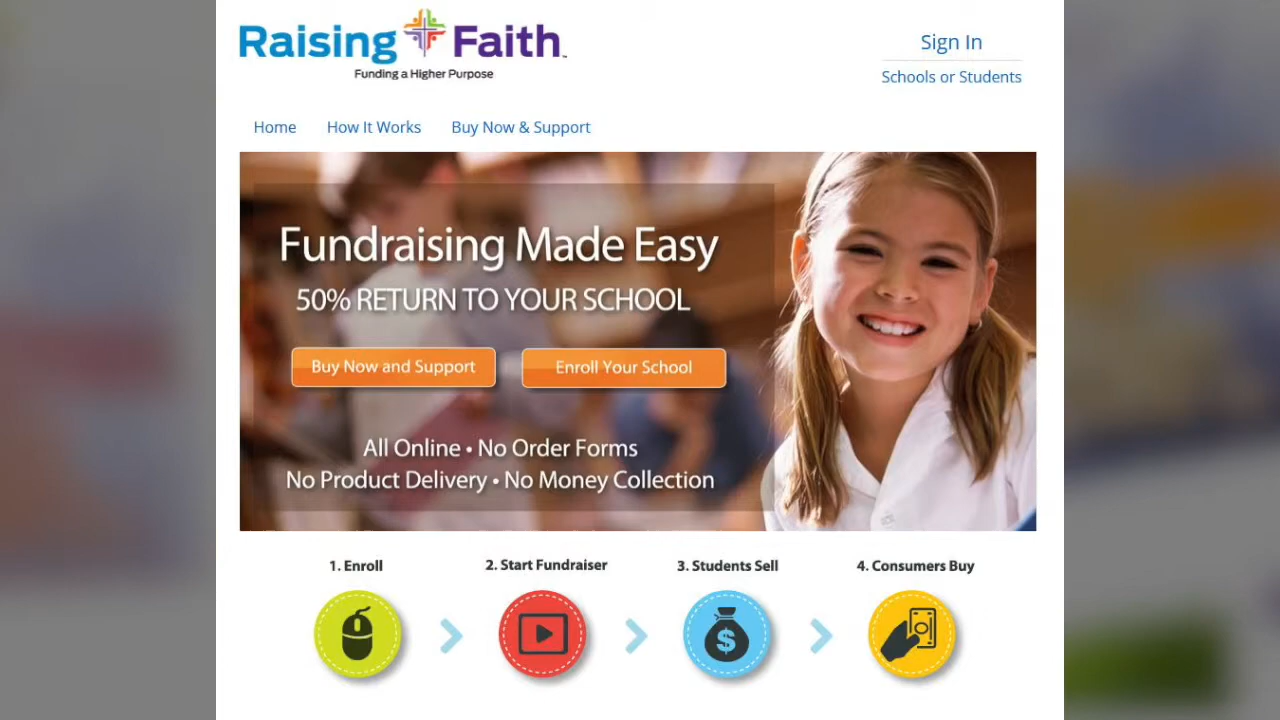 Raising Faith™
Funding a Higher Purpose
Sign In
Schools or Students
Home How It Works Buy Now & Support
Fundraising Made Easy
50% RETURN TO YOUR SCHOOL
Buy Now and Support Enroll Your School
All Online • No Order Forms
No Product Delivery • No Money Collection
1. Enroll 2. Start Fundraiser 3. Students Sell 4. Consumers Buy
$